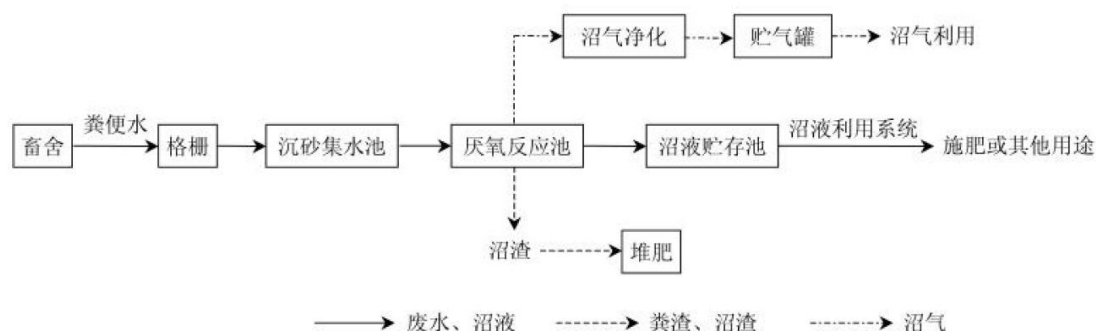 沼气净化 贮气罐 沼气利用
粪便水 沼液利用系统
畜舍 格栅 沉砂集水池 厌氧反应池 沼液贮存池 施肥或其他用途
沼渣 堆肥
废水、沼液 粪渣、沼渣 沼气